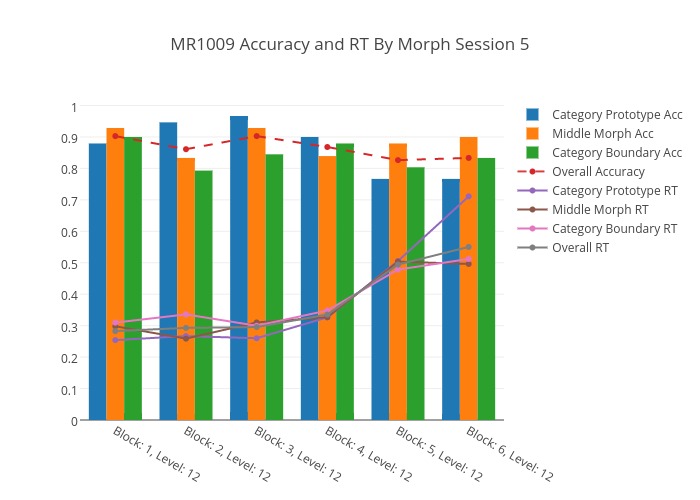 MR1009 Accuracy and RT By Morph Session 5
1
0.9
0.8
0.7
0.6
0.5
0.4
0.3
0.2
0.1
0
Block: 1, Level: 12
Block: 2, Level: 12
Block: 3, Level: 12
Block: 4, Level: 12
Block: 5, Level: 12
Block: 6, Level: 12
Category Prototype Acc
Middle Morph Acc
Category Boundary Acc
Overall Accuracy
Category Prototype RT
Middle Morph RT
Category Boundary RT
Overall RT